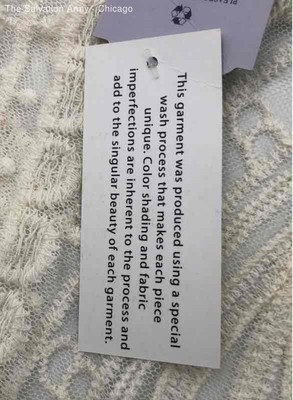 The Salvation Army - Chicago
This garment was produced using a special
wash process that makes each piece
unique. Color shading and fabric
imperfections are inherent to the process and
add to the singular beauty of each garment.